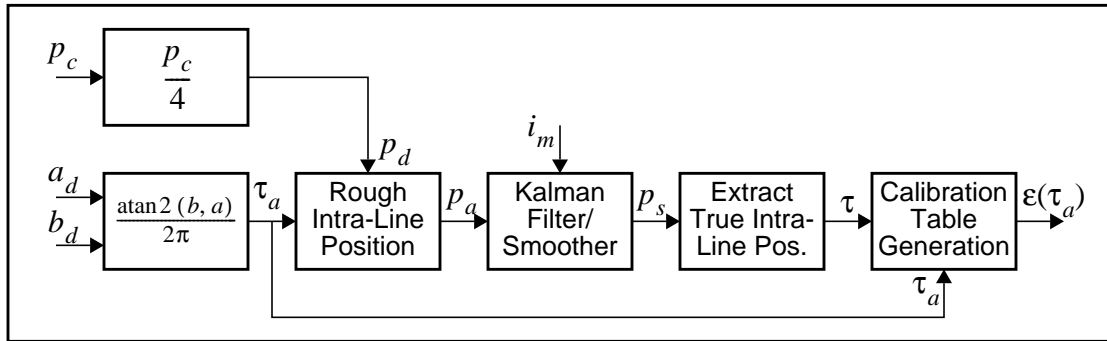 p_c
p_c
4
p_d
i_m
a_d
b_d
atan2 (b, a)
2π
τ_a
Rough
Intra-Line
Position
p_a
Kalman
Filter/
Smoother
p_s
Extract
True Intra-
Line Pos.
τ
Calibration
Table
Generation
ε(τ_a)
τ_a